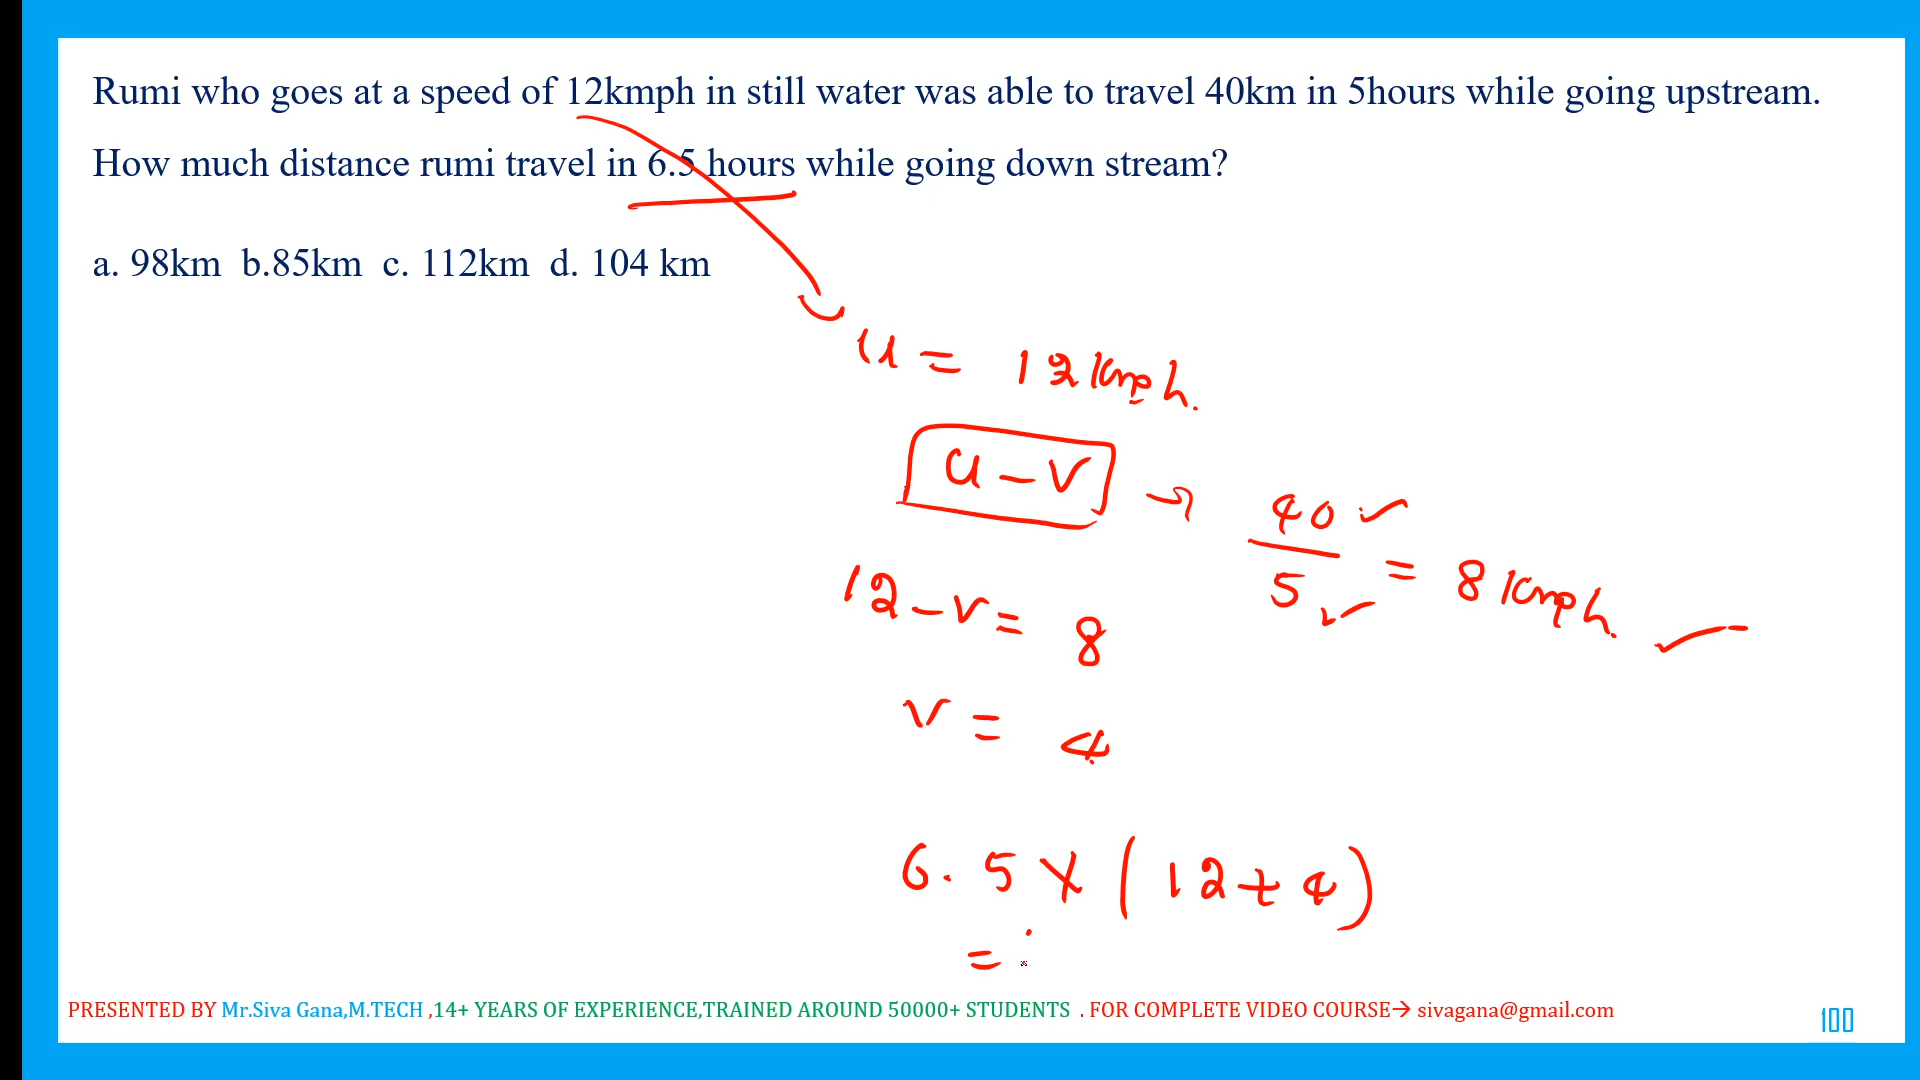 Rumi who goes at a speed of 12kmph in still water was able to travel 40km in 5hours while going upstream.
How much distance rumi travel in 6.5 hours while going down stream?
a. 98km b.85km c. 112km d. 104 km
u = 12 kmph.
u - v → 40/5 = 8 kmph.
12 - v = 8
v = 4
6.5 x (12 + 4)
=
PRESENTED BY Mr.Siva Gana,M.TECH ,14+ YEARS OF EXPERIENCE,TRAINED AROUND 50000+ STUDENTS . FOR COMPLETE VIDEO COURSE→ sivagana@gmail.com
100